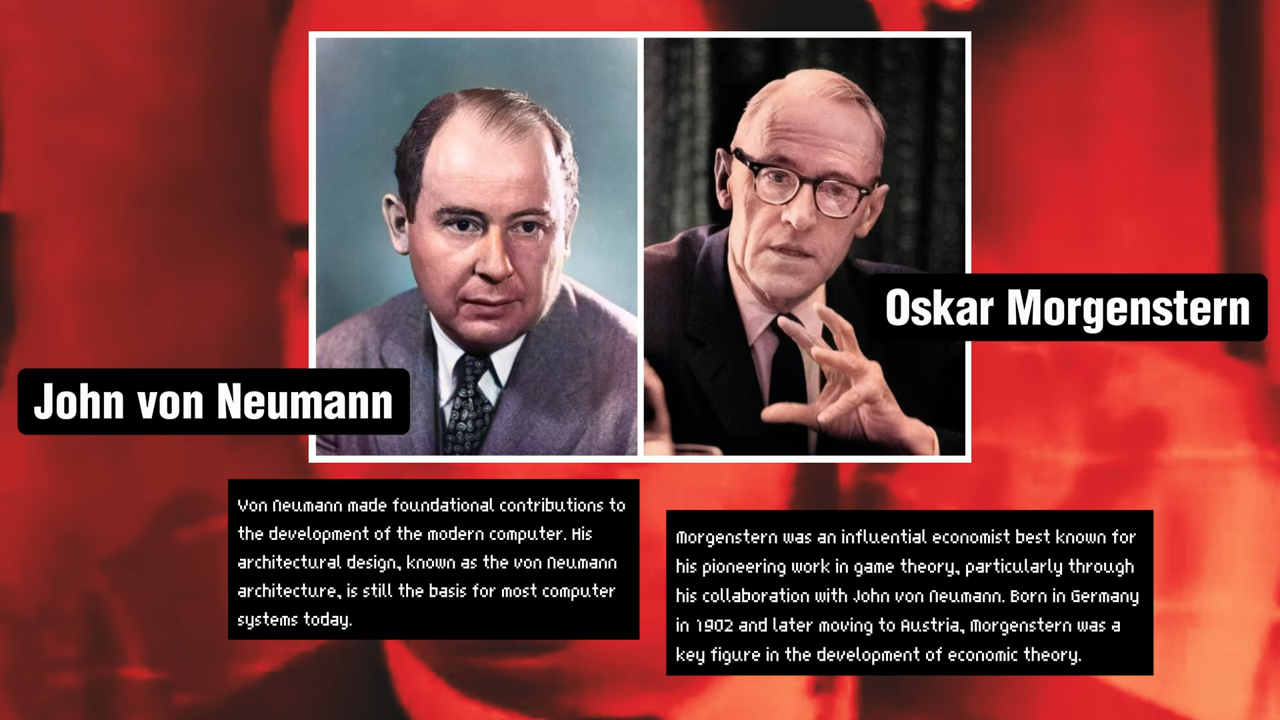 John von Neumann
Oskar Morgenstern
Von Neumann made foundational contributions to
the development of the modern computer. His
architectural design, known as the von Neumann
architecture, is still the basis for most computer
systems today.
Morgenstern was an influential economist best known for
his pioneering work in game theory, particularly through
his collaboration with John von Neumann. Born in Germany
in 1902 and later moving to Austria, Morgenstern was a
key figure in the development of economic theory.